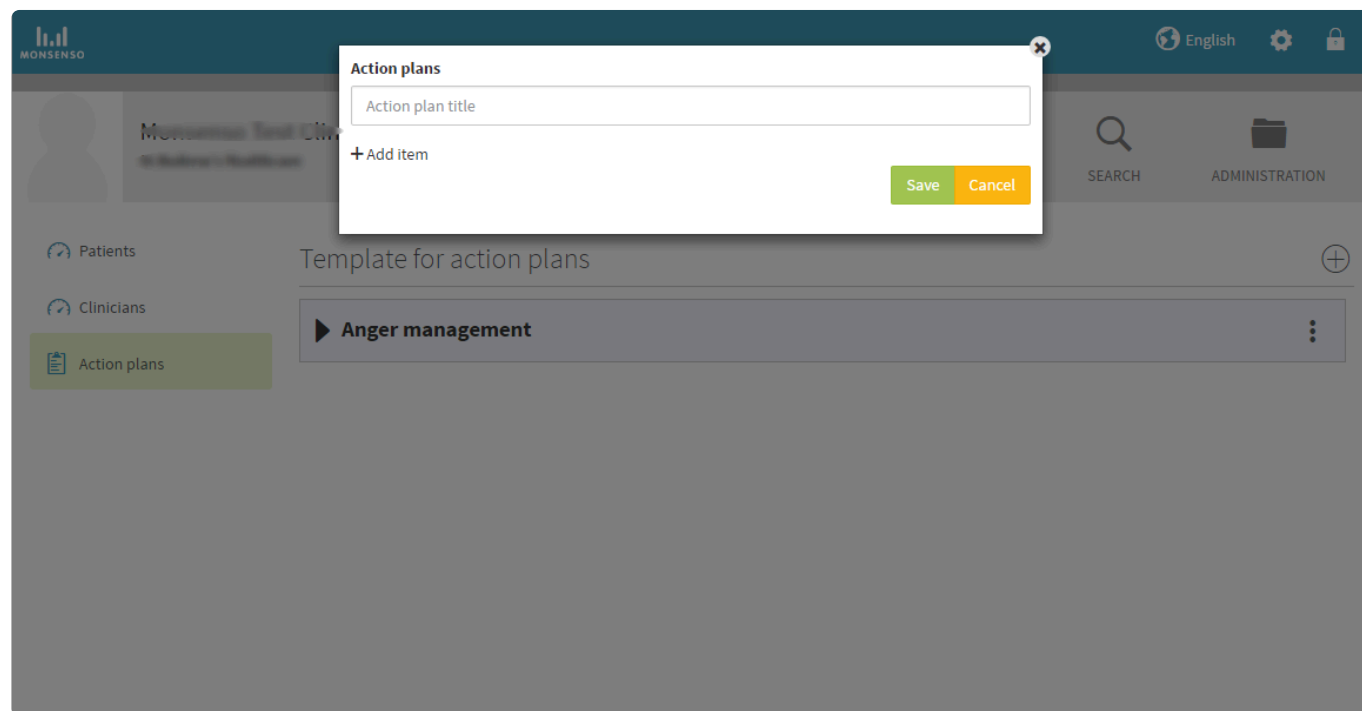 MONSENSO
English
Action plans
Action plan title
+ Add item
Save Cancel
SEARCH
ADMINISTRATION
Patients
Clinicians
Action plans
Template for action plans
Anger management